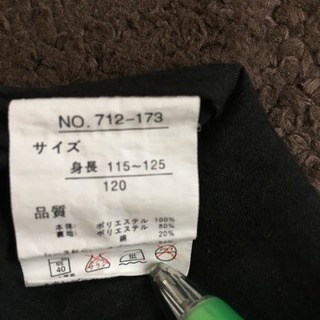 NO. 712-173
サイズ
身長 115~125
120
品質
本体: ポリエステル 100%
裏地: ポリエステル 80%
綿 20%
40